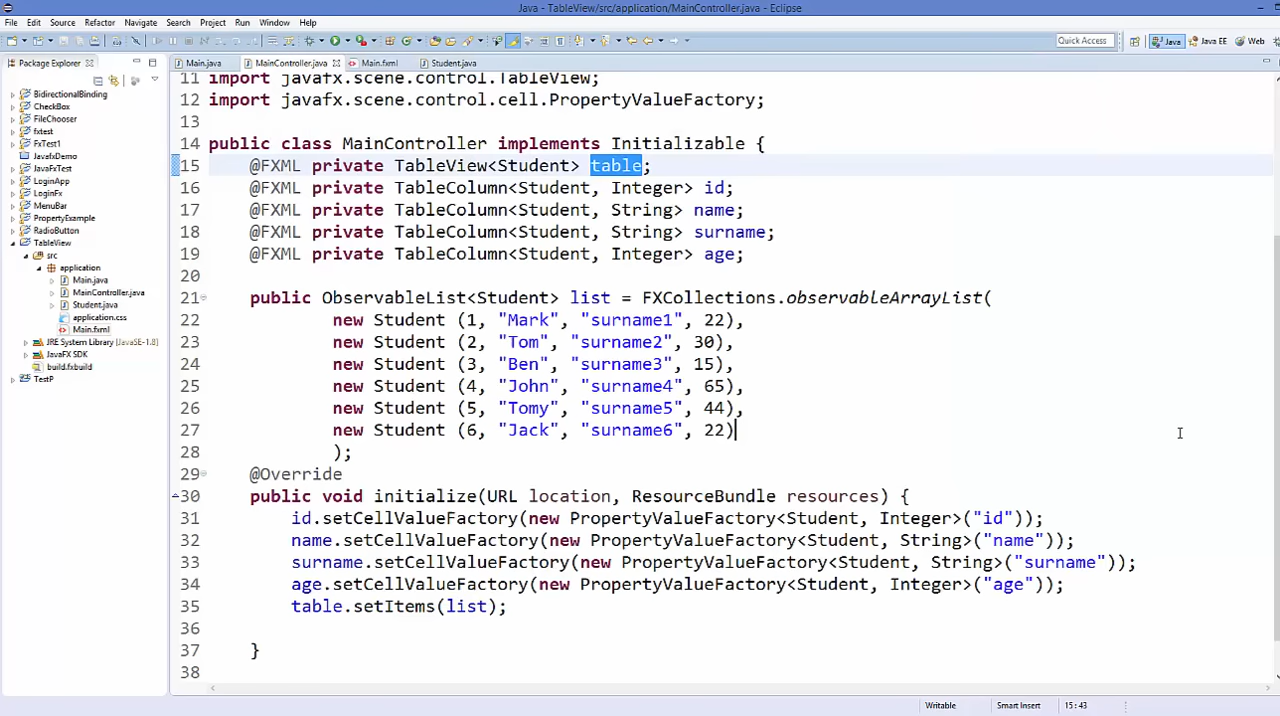 Java - TableView/src/application/MainController.java - Eclipse
File Edit Source Refactor Navigate Search Project Run Window Help
Quick Access Java Java EE Web
Package Explorer
Main.java MainController.java Main.fxml Student.java
BidirectionalBinding
CheckBox
FileChooser
fxtest
FxTest1
JavafxDemo
JavaFxTest
LoginApp
LoginFx
MenuBar
PropertyExample
RadioButton
TableView
src
application
Main.java
MainController.java
Student.java
application.css
Main.fxml
JRE System Library [JavaSE-1.8]
JavaFX SDK
build.fxbuild
TestP
11 import javafx.scene.control.TableView;
12 import javafx.scene.control.cell.PropertyValueFactory;
13
14 public class MainController implements Initializable {
15 @FXML private TableView<Student> table;
16 @FXML private TableColumn<Student, Integer> id;
17 @FXML private TableColumn<Student, String> name;
18 @FXML private TableColumn<Student, String> surname;
19 @FXML private TableColumn<Student, Integer> age;
20
21 public ObservableList<Student> list = FXCollections.observableArrayList(
22 new Student (1, "Mark", "surname1", 22),
23 new Student (2, "Tom", "surname2", 30),
24 new Student (3, "Ben", "surname3", 15),
25 new Student (4, "John", "surname4", 65),
26 new Student (5, "Tomy", "surname5", 44),
27 new Student (6, "Jack", "surname6", 22)
28 );
29 @Override
30 public void initialize(URL location, ResourceBundle resources) {
31 id.setCellValueFactory(new PropertyValueFactory<Student, Integer>("id"));
32 name.setCellValueFactory(new PropertyValueFactory<Student, String>("name"));
33 surname.setCellValueFactory(new PropertyValueFactory<Student, String>("surname"));
34 age.setCellValueFactory(new PropertyValueFactory<Student, Integer>("age"));
35 table.setItems(list);
36
37 }
38
Writable Smart Insert 15:43